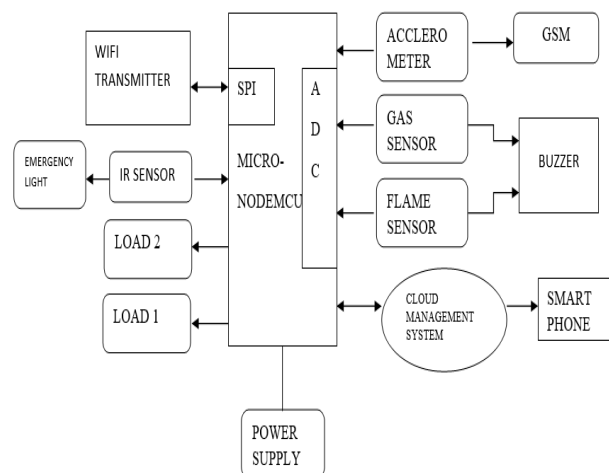 WIFI
TRANSMITTER
SPI
A
D
C
MICRO-
NODEMCU
ACCLERO
METER
GSM
GAS
SENSOR
FLAME
SENSOR
BUZZER
EMERGENCY
LIGHT
IR SENSOR
LOAD 2
LOAD 1
CLOUD
MANAGEMENT
SYSTEM
SMART
PHONE
POWER
SUPPLY